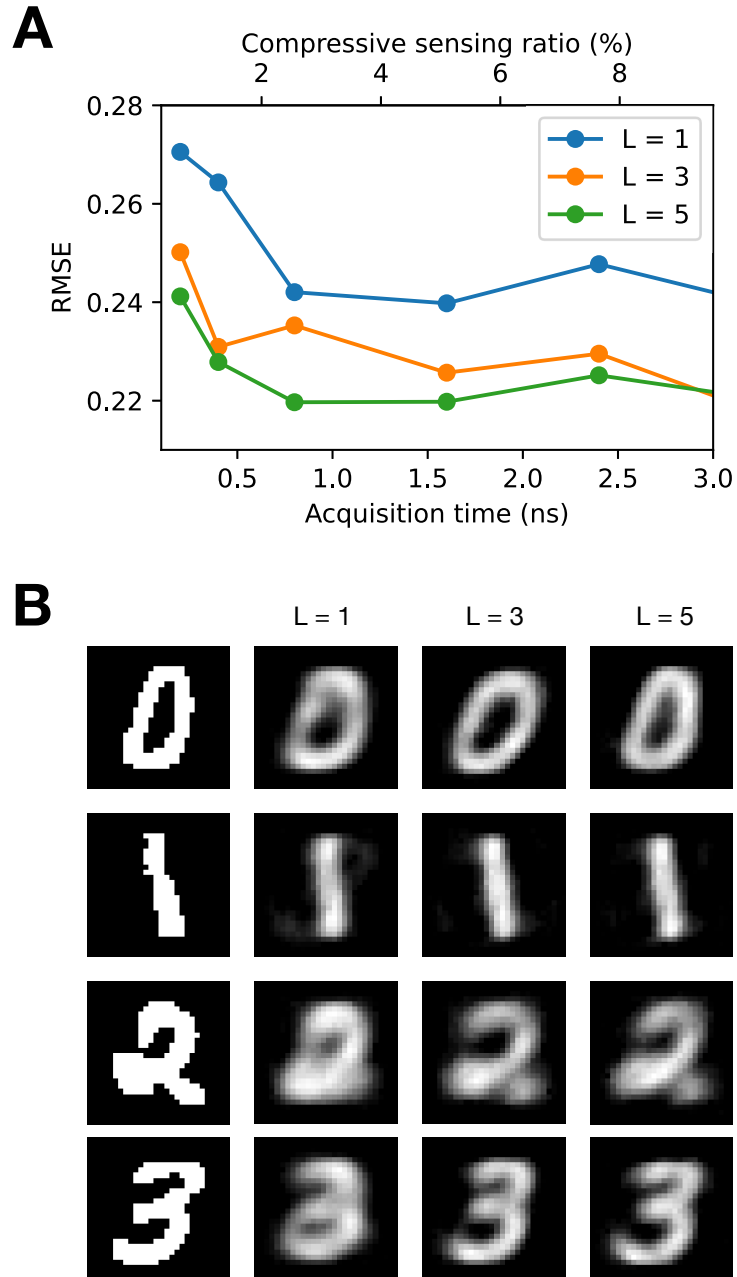 A
Compressive sensing ratio (%)
2 4 6 8
0.28
0.26
0.24
0.22
RMSE
L = 1
L = 3
L = 5
0.5 1.0 1.5 2.0 2.5 3.0
Acquisition time (ns)
B
L = 1 L = 3 L = 5